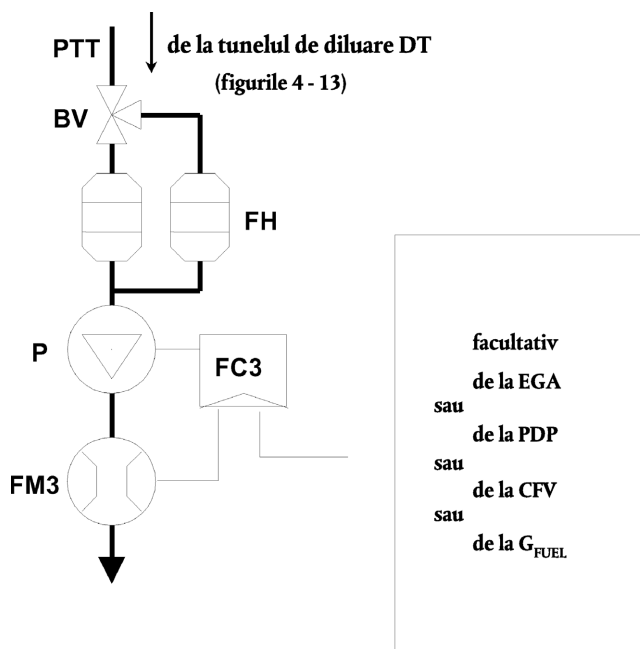 PTT
de la tunelul de diluare DT
(figurile 4 - 13)
BV
FH
P
FC3
FM3
facultativ
de la EGA
sau
de la PDP
sau
de la CFV
sau
de la G_FUEL